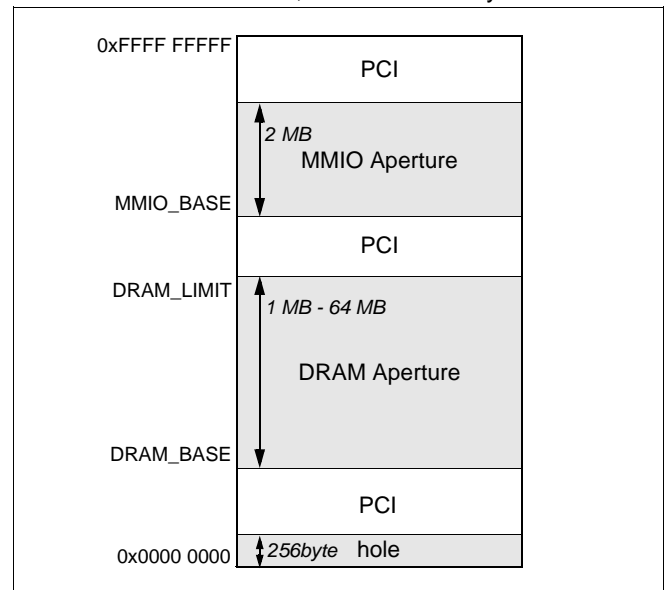 0xFFFF FFFFF
PCI
2 MB
MMIO Aperture
MMIO_BASE
PCI
DRAM_LIMIT
1 MB - 64 MB
DRAM Aperture
DRAM_BASE
PCI
256byte hole
0x0000 0000